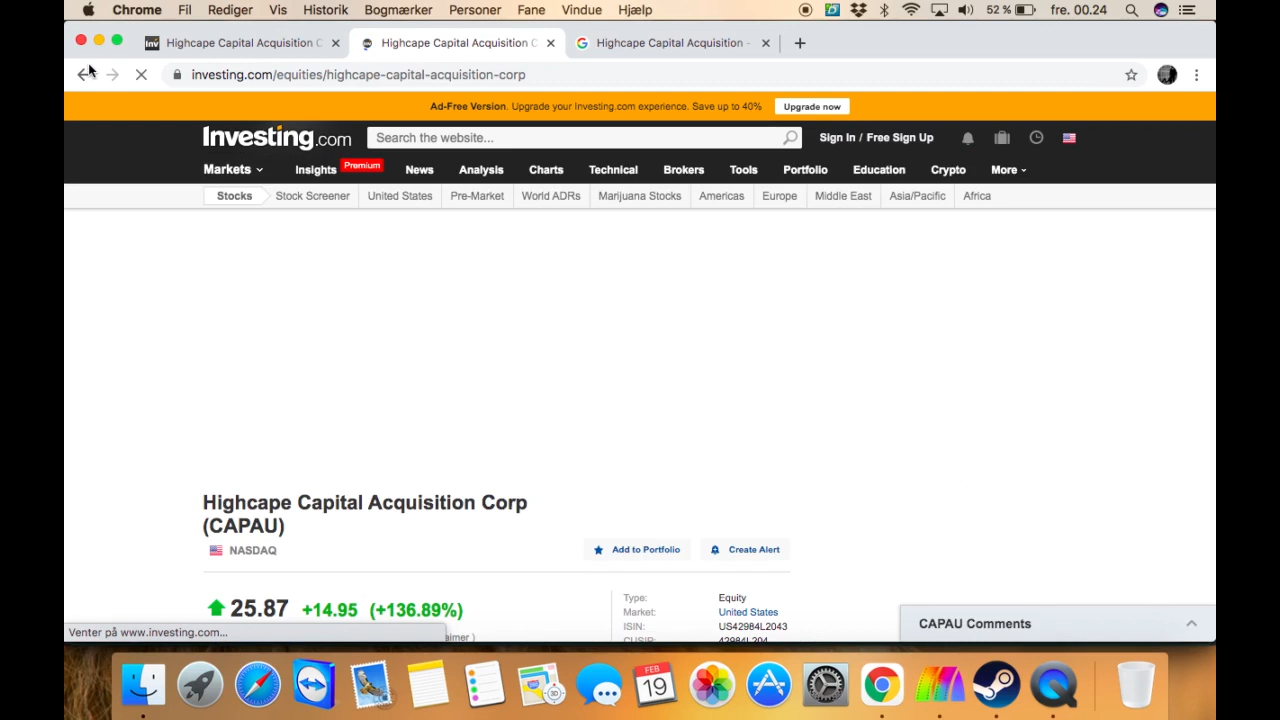 Chrome Fil Rediger Vis Historik Bogmærker Personer Fane Vindue Hjælp 52 % fre. 00.24
Inv Highcape Capital Acquisition C Highcape Capital Acquisition C Highcape Capital Acquisition -
investing.com/equities/highcape-capital-acquisition-corp
Ad-Free Version. Upgrade your Investing.com experience. Save up to 40% Upgrade now
Investing.com Search the website... Sign In / Free Sign Up
Markets Insights Premium News Analysis Charts Technical Brokers Tools Portfolio Education Crypto More
Stocks Stock Screener United States Pre-Market World ADRs Marijuana Stocks Americas Europe Middle East Asia/Pacific Africa
Highcape Capital Acquisition Corp
(CAPAU)
NASDAQ Add to Portfolio Create Alert
25.87 +14.95 (+136.89%)
Type: Equity
Market: United States
ISIN: US42984L2043
CUSIP: 42984L204
CAPAU Comments
Venter på www.investing.com...
aimer )
FEB
19
3D